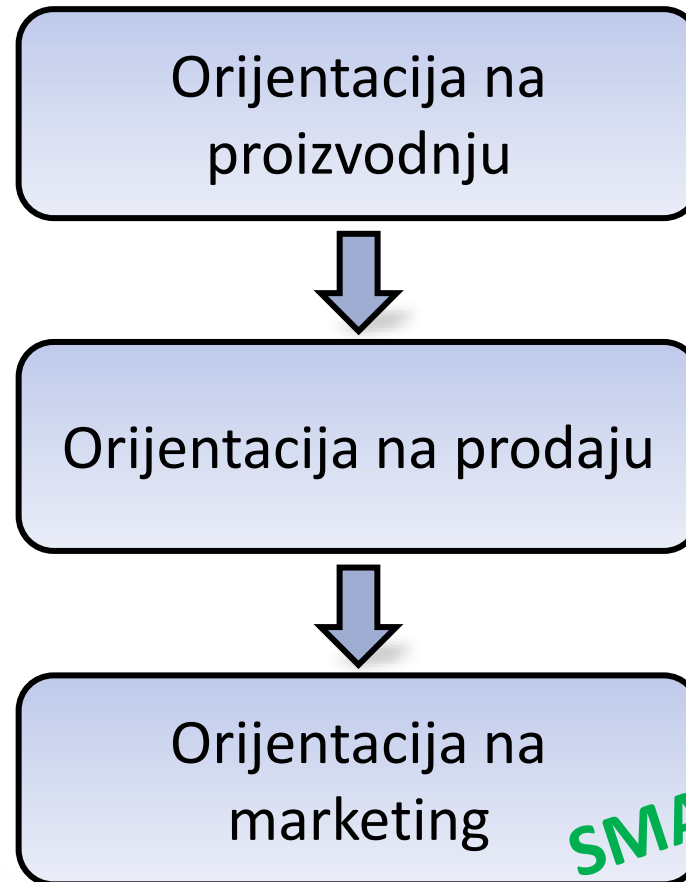 Orijentacija na
proizvodnju
Orijentacija na prodaju
Orijentacija na
marketing